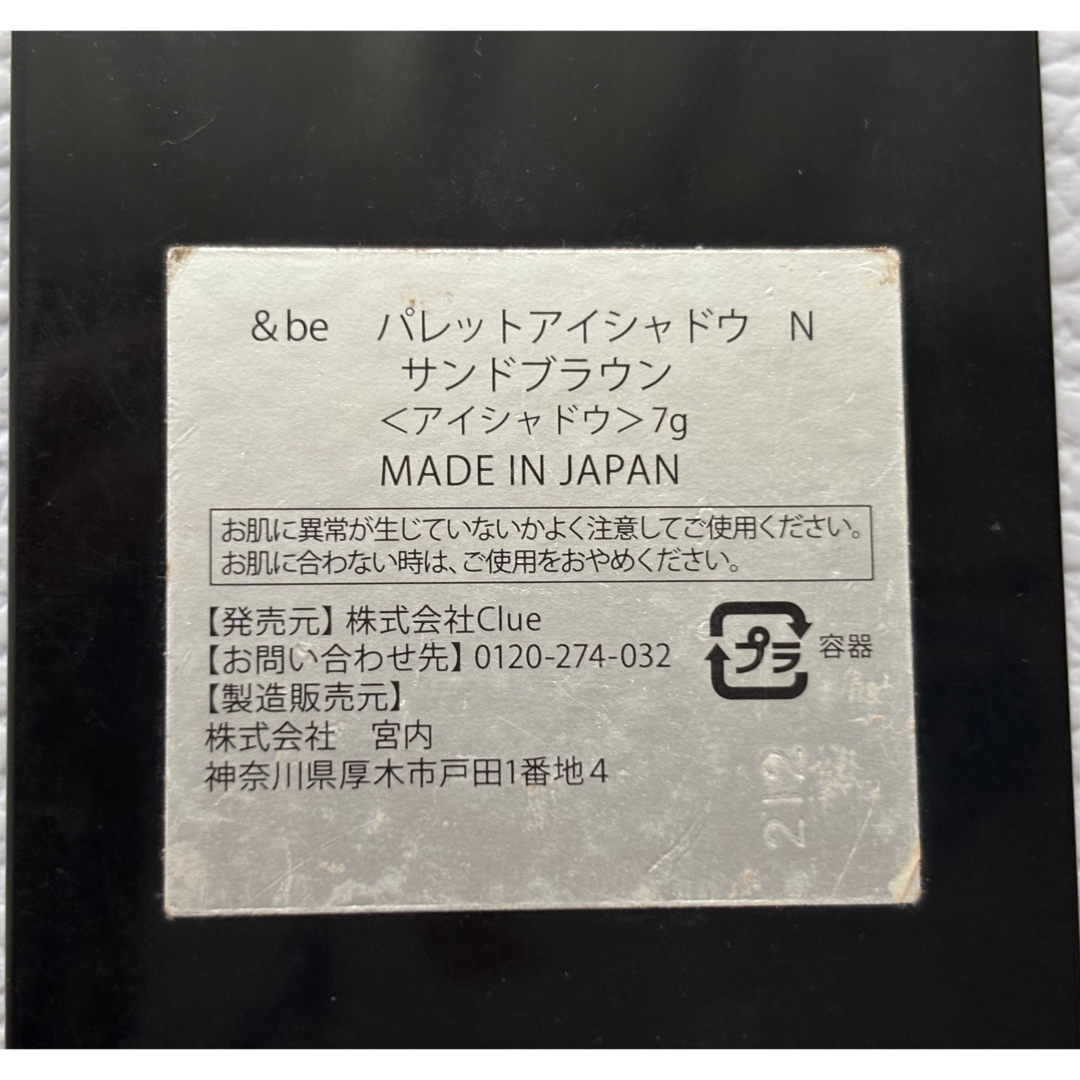 &be　パレットアイシャドウ　N
サンドブラウン
＜アイシャドウ＞7g
MADE IN JAPAN
お肌に異常が生じていないかよく注意してご使用ください。
お肌に合わない時は、ご使用をおやめください。
【発売元】株式会社Clue
【お問い合わせ先】0120-274-032
【製造販売元】
株式会社　宮内
神奈川県厚木市戸田1番地4
プラ 容器
212